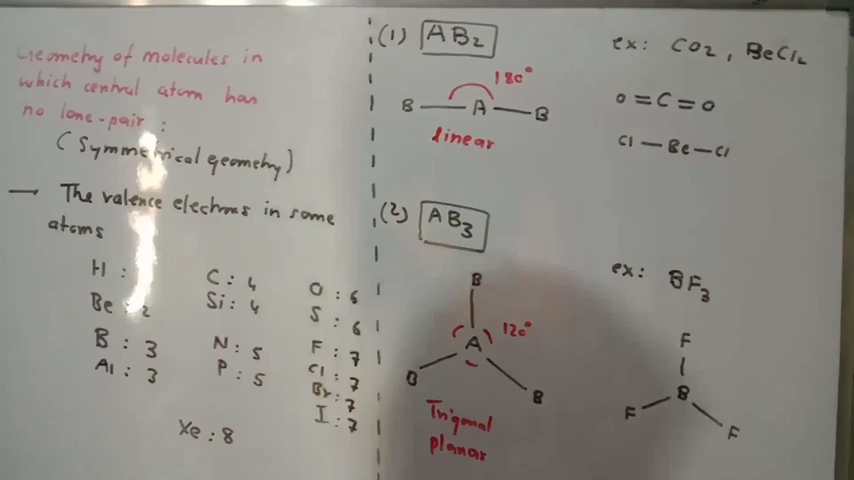 Geometry of molecules in
which central atom has
no lone-pair :
(Symmetrical geometry)
→ The valence electrons in some
atoms
H :
Be : 2
B : 3
Al : 3
C : 4
Si : 4
N : 5
P : 5
O : 6
S : 6
F : 7
Cl : 7
Br : 7
I : 7
Xe : 8
(1) AB2
180°
B — A — B
linear
ex: CO2 , BeCl2
O = C = O
Cl — Be — Cl
(2) AB3
B
A 120°
B B
Trigonal
planar
ex: BF3
F
B
F F